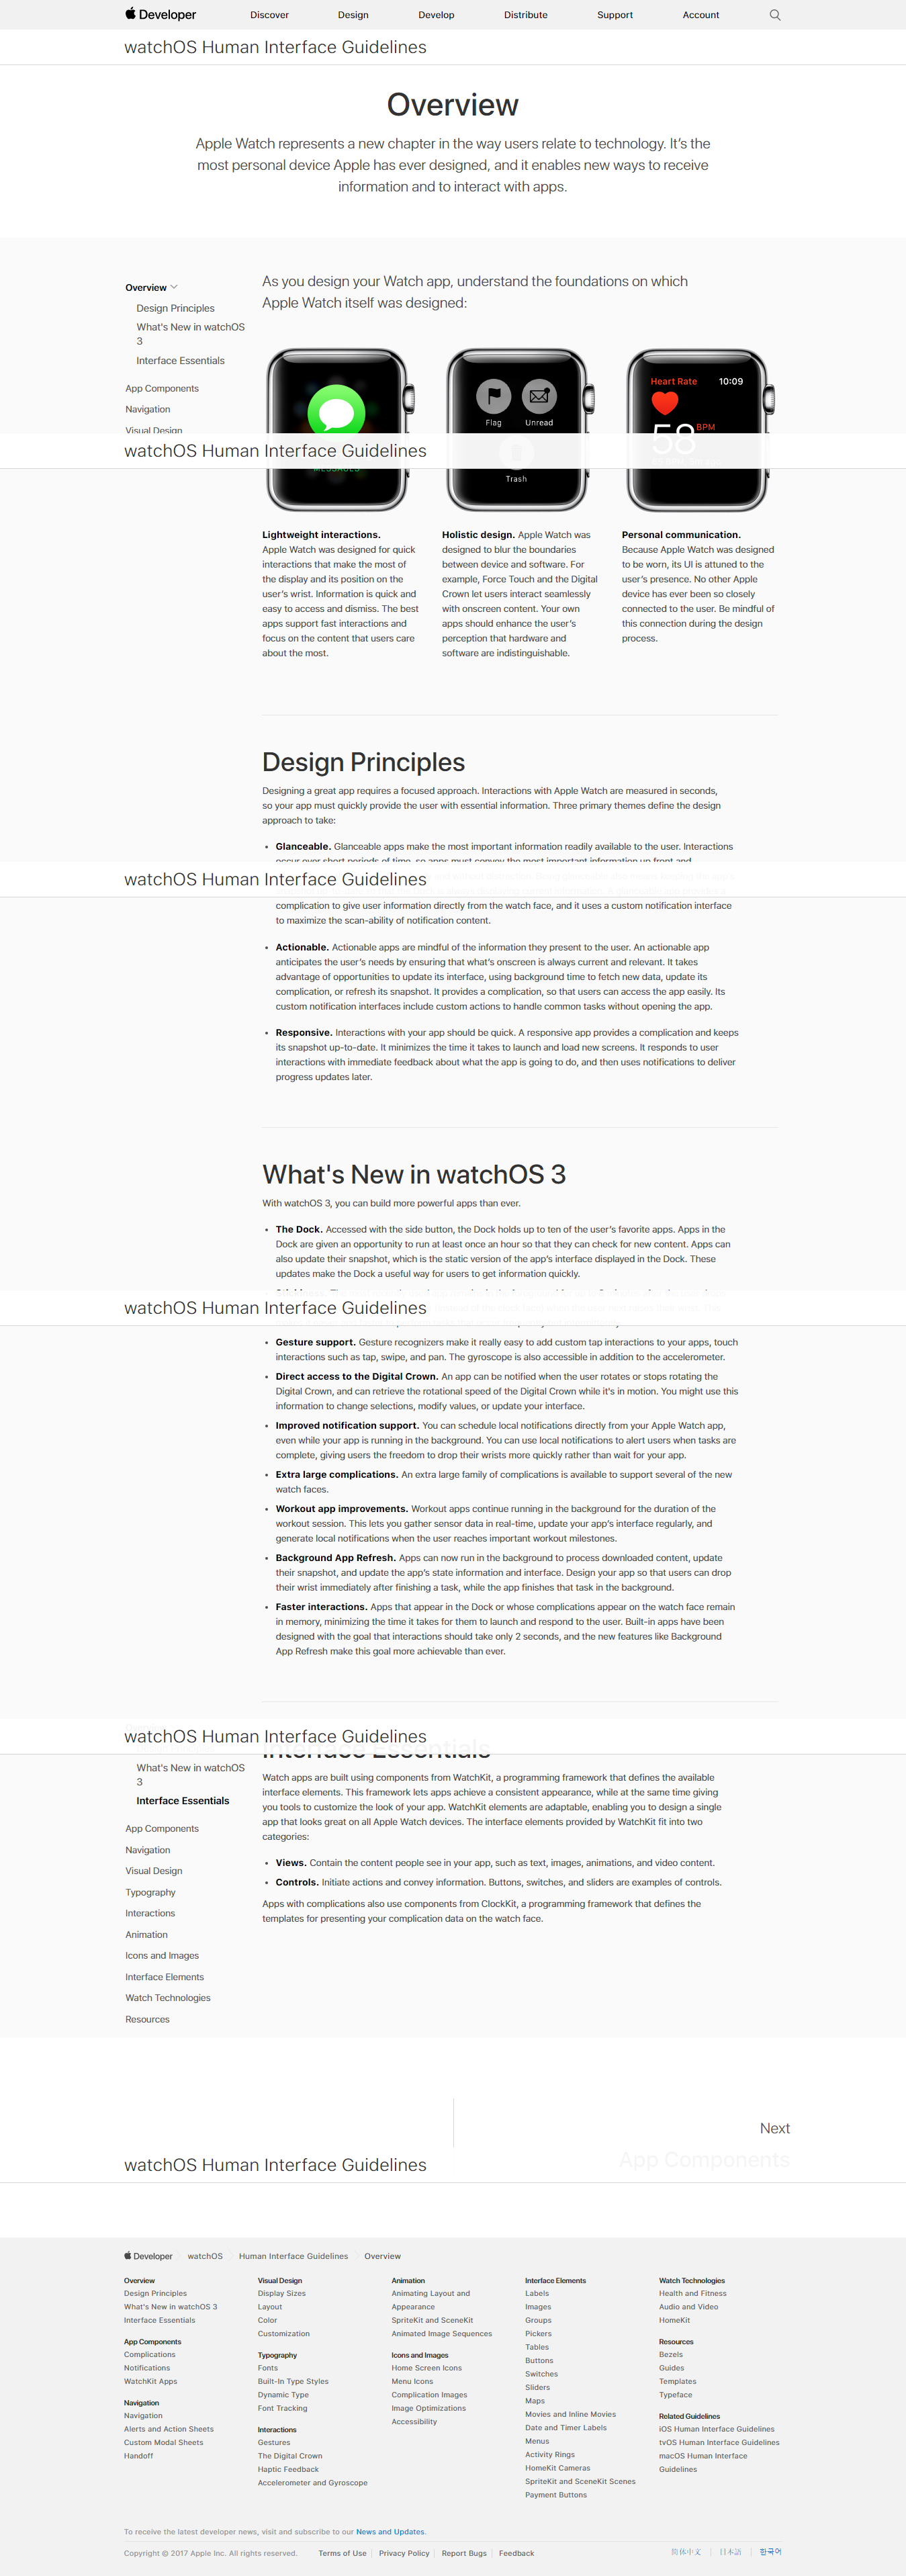 Developer
Discover
Design
Develop
Distribute
Support
Account
watchOS Human Interface Guidelines
Overview
Apple Watch represents a new chapter in the way users relate to technology. It's the
most personal device Apple has ever designed, and it enables new ways to receive
information and to interact with apps.
Overview
Design Principles
What's New in watchOS
3
Interface Essentials
App Components
Navigation
Visual Design
As you design your Watch app, understand the foundations on which
Apple Watch itself was designed:
Flag
Unread
Trash
Heart Rate
10:09
58 BPM
MESSAGES
watchOS Human Interface Guidelines
Lightweight interactions.
Apple Watch was designed for quick
interactions that make the most of
the display and its position on the
user's wrist. Information is quick and
easy to access and dismiss. The best
apps support fast interactions and
focus on the content that users care
about the most.
Holistic design. Apple Watch was
designed to blur the boundaries
between device and software. For
example, Force Touch and the Digital
Crown let users interact seamlessly
with onscreen content. Your own
apps should enhance the user's
perception that hardware and
software are indistinguishable.
Personal communication.
Because Apple Watch was designed
to be worn, its UI is attuned to the
user's presence. No other Apple
device has ever been so closely
connected to the user. Be mindful of
this connection during the design
process.
Design Principles
Designing a great app requires a focused approach. Interactions with Apple Watch are measured in seconds,
so your app must quickly provide the user with essential information. Three primary themes define the design
approach to take:
• Glanceable. Glanceable apps make the most important information readily available to the user. Interactions
occur over short periods of time, so apps must convey the most important information up front and
watchOS Human Interface Guidelines
complication to give user information directly from the watch face, and it uses a custom notification interface
to maximize the scan-ability of notification content.
• Actionable. Actionable apps are mindful of the information they present to the user. An actionable app
anticipates the user's needs by ensuring that what's onscreen is always current and relevant. It takes
advantage of opportunities to update its interface, using background time to fetch new data, update its
complication, or refresh its snapshot. It provides a complication, so that users can access the app easily. Its
custom notification interfaces include custom actions to handle common tasks without opening the app.
• Responsive. Interactions with your app should be quick. A responsive app provides a complication and keeps
its snapshot up-to-date. It minimizes the time it takes to launch and load new screens. It responds to user
interactions with immediate feedback about what the app is going to do, and then uses notifications to deliver
progress updates later.
What's New in watchOS 3
With watchOS 3, you can build more powerful apps than ever.
• The Dock. Accessed with the side button, the Dock holds up to ten of the user's favorite apps. Apps in the
Dock are given an opportunity to run at least once an hour so that they can check for new content. Apps can
also update their snapshot, which is the static version of the app's interface displayed in the Dock. These
updates make the Dock a useful way for users to get information quickly.
watchOS Human Interface Guidelines
• Gesture support. Gesture recognizers make it really easy to add custom tap interactions to your apps, touch
interactions such as tap, swipe, and pan. The gyroscope is also accessible in addition to the accelerometer.
• Direct access to the Digital Crown. An app can be notified when the user rotates or stops rotating the
Digital Crown, and can retrieve the rotational speed of the Digital Crown while it's in motion. You might use this
information to change selections, modify values, or update your interface.
• Improved notification support. You can schedule local notifications directly from your Apple Watch app,
even while your app is running in the background. You can use local notifications to alert users when tasks are
complete, giving users the freedom to drop their wrists more quickly rather than wait for your app.
• Extra large complications. An extra large family of complications is available to support several of the new
watch faces.
• Workout app improvements. Workout apps continue running in the background for the duration of the
workout session. This lets you gather sensor data in real-time, update your app's interface regularly, and
generate local notifications when the user reaches important workout milestones.
• Background App Refresh. Apps can now run in the background to process downloaded content, update
their snapshot, and update the app's state information and interface. Design your app so that users can drop
their wrist immediately after finishing a task, while the app finishes that task in the background.
• Faster interactions. Apps that appear in the Dock or whose complications appear on the watch face remain
in memory, minimizing the time it takes for them to launch and respond to the user. Built-in apps have been
designed with the goal that interactions should take only 2 seconds, and the new features like Background
App Refresh make this goal more achievable than ever.
watchOS Human Interface Guidelines
Interface Essentials
What's New in watchOS
3
Interface Essentials
App Components
Navigation
Visual Design
Typography
Interactions
Animation
Icons and Images
Interface Elements
Watch Technologies
Resources
Watch apps are built using components from WatchKit, a programming framework that defines the available
interface elements. This framework lets apps achieve a consistent appearance, while at the same time giving
you tools to customize the look of your app. WatchKit elements are adaptable, enabling you to design a single
app that looks great on all Apple Watch devices. The interface elements provided by WatchKit fit into two
categories:
• Views. Contain the content people see in your app, such as text, images, animations, and video content.
• Controls. Initiate actions and convey information. Buttons, switches, and sliders are examples of controls.
Apps with complications also use components from ClockKit, a programming framework that defines the
templates for presenting your complication data on the watch face.
Next
App Components
watchOS Human Interface Guidelines
Developer
watchOS
Human Interface Guidelines
Overview
Overview
Design Principles
What's New in watchOS 3
Interface Essentials
App Components
Complications
Notifications
WatchKit Apps
Navigation
Navigation
Alerts and Action Sheets
Custom Modal Sheets
Handoff
Visual Design
Display Sizes
Layout
Color
Customization
Typography
Fonts
Built-In Type Styles
Dynamic Type
Font Tracking
Interactions
Gestures
The Digital Crown
Haptic Feedback
Accelerometer and Gyroscope
Animation
Animating Layout and
Appearance
SpriteKit and SceneKit
Animated Image Sequences
Icons and Images
Home Screen Icons
Menu Icons
Complication Images
Image Optimizations
Accessibility
Interface Elements
Labels
Images
Groups
Pickers
Tables
Buttons
Switches
Sliders
Maps
Movies and Inline Movies
Date and Timer Labels
Menus
Activity Rings
HomeKit Cameras
SpriteKit and SceneKit Scenes
Payment Buttons
Watch Technologies
Health and Fitness
Audio and Video
HomeKit
Resources
Bezels
Guides
Templates
Typeface
Related Guidelines
iOS Human Interface Guidelines
tvOS Human Interface Guidelines
macOS Human Interface
Guidelines
To receive the latest developer news, visit and subscribe to our News and Updates.
Copyright © 2017 Apple Inc. All rights reserved.
Terms of Use
Privacy Policy
Report Bugs
Feedback
简体中文
日本語
한국어